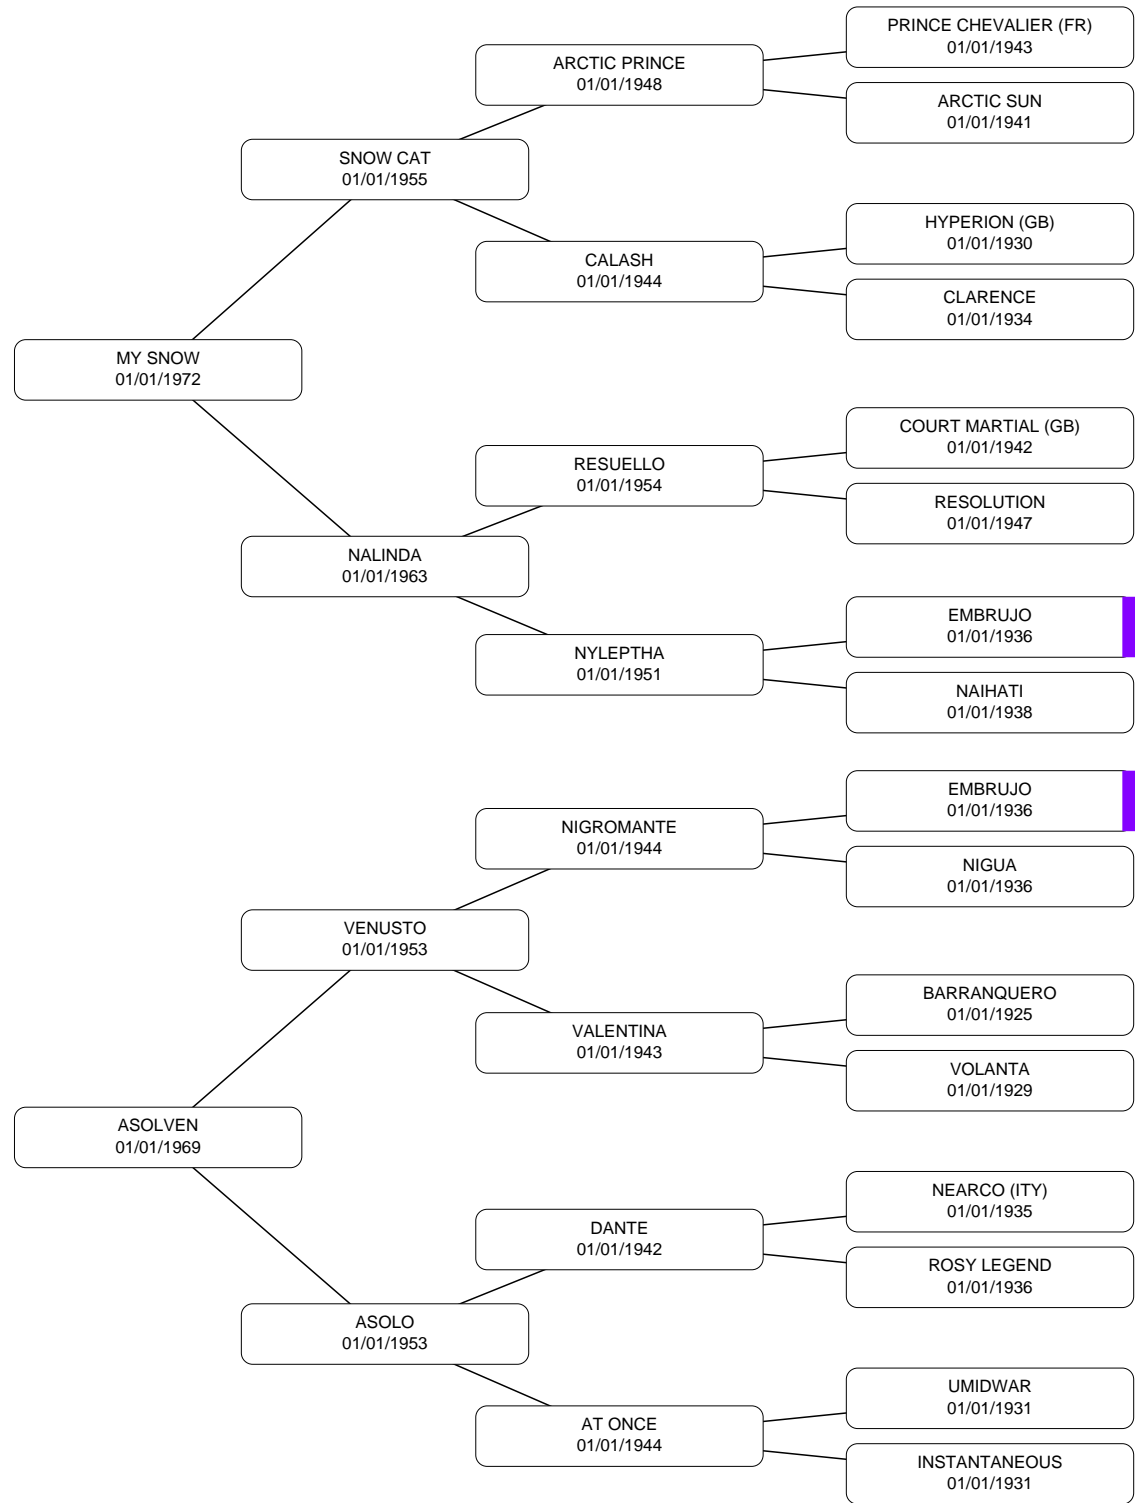 PRINCE CHEVALIER (FR)
01/01/1943
ARCTIC PRINCE
01/01/1948
ARCTIC SUN
01/01/1941
SNOW CAT
01/01/1955
HYPERION (GB)
01/01/1930
CALASH
01/01/1944
CLARENCE
01/01/1934
MY SNOW
01/01/1972
COURT MARTIAL (GB)
01/01/1942
RESUELLO
01/01/1954
RESOLUTION
01/01/1947
NALINDA
01/01/1963
EMBRUJO
01/01/1936
NYLEPTHA
01/01/1951
NAIHATI
01/01/1938
EMBRUJO
01/01/1936
NIGROMANTE
01/01/1944
NIGUA
01/01/1936
VENUSTO
01/01/1953
BARRANQUERO
01/01/1925
VALENTINA
01/01/1943
VOLANTA
01/01/1929
ASOLVEN
01/01/1969
NEARCO (ITY)
01/01/1935
DANTE
01/01/1942
ROSY LEGEND
01/01/1936
ASOLO
01/01/1953
UMIDWAR
01/01/1931
AT ONCE
01/01/1944
INSTANTANEOUS
01/01/1931